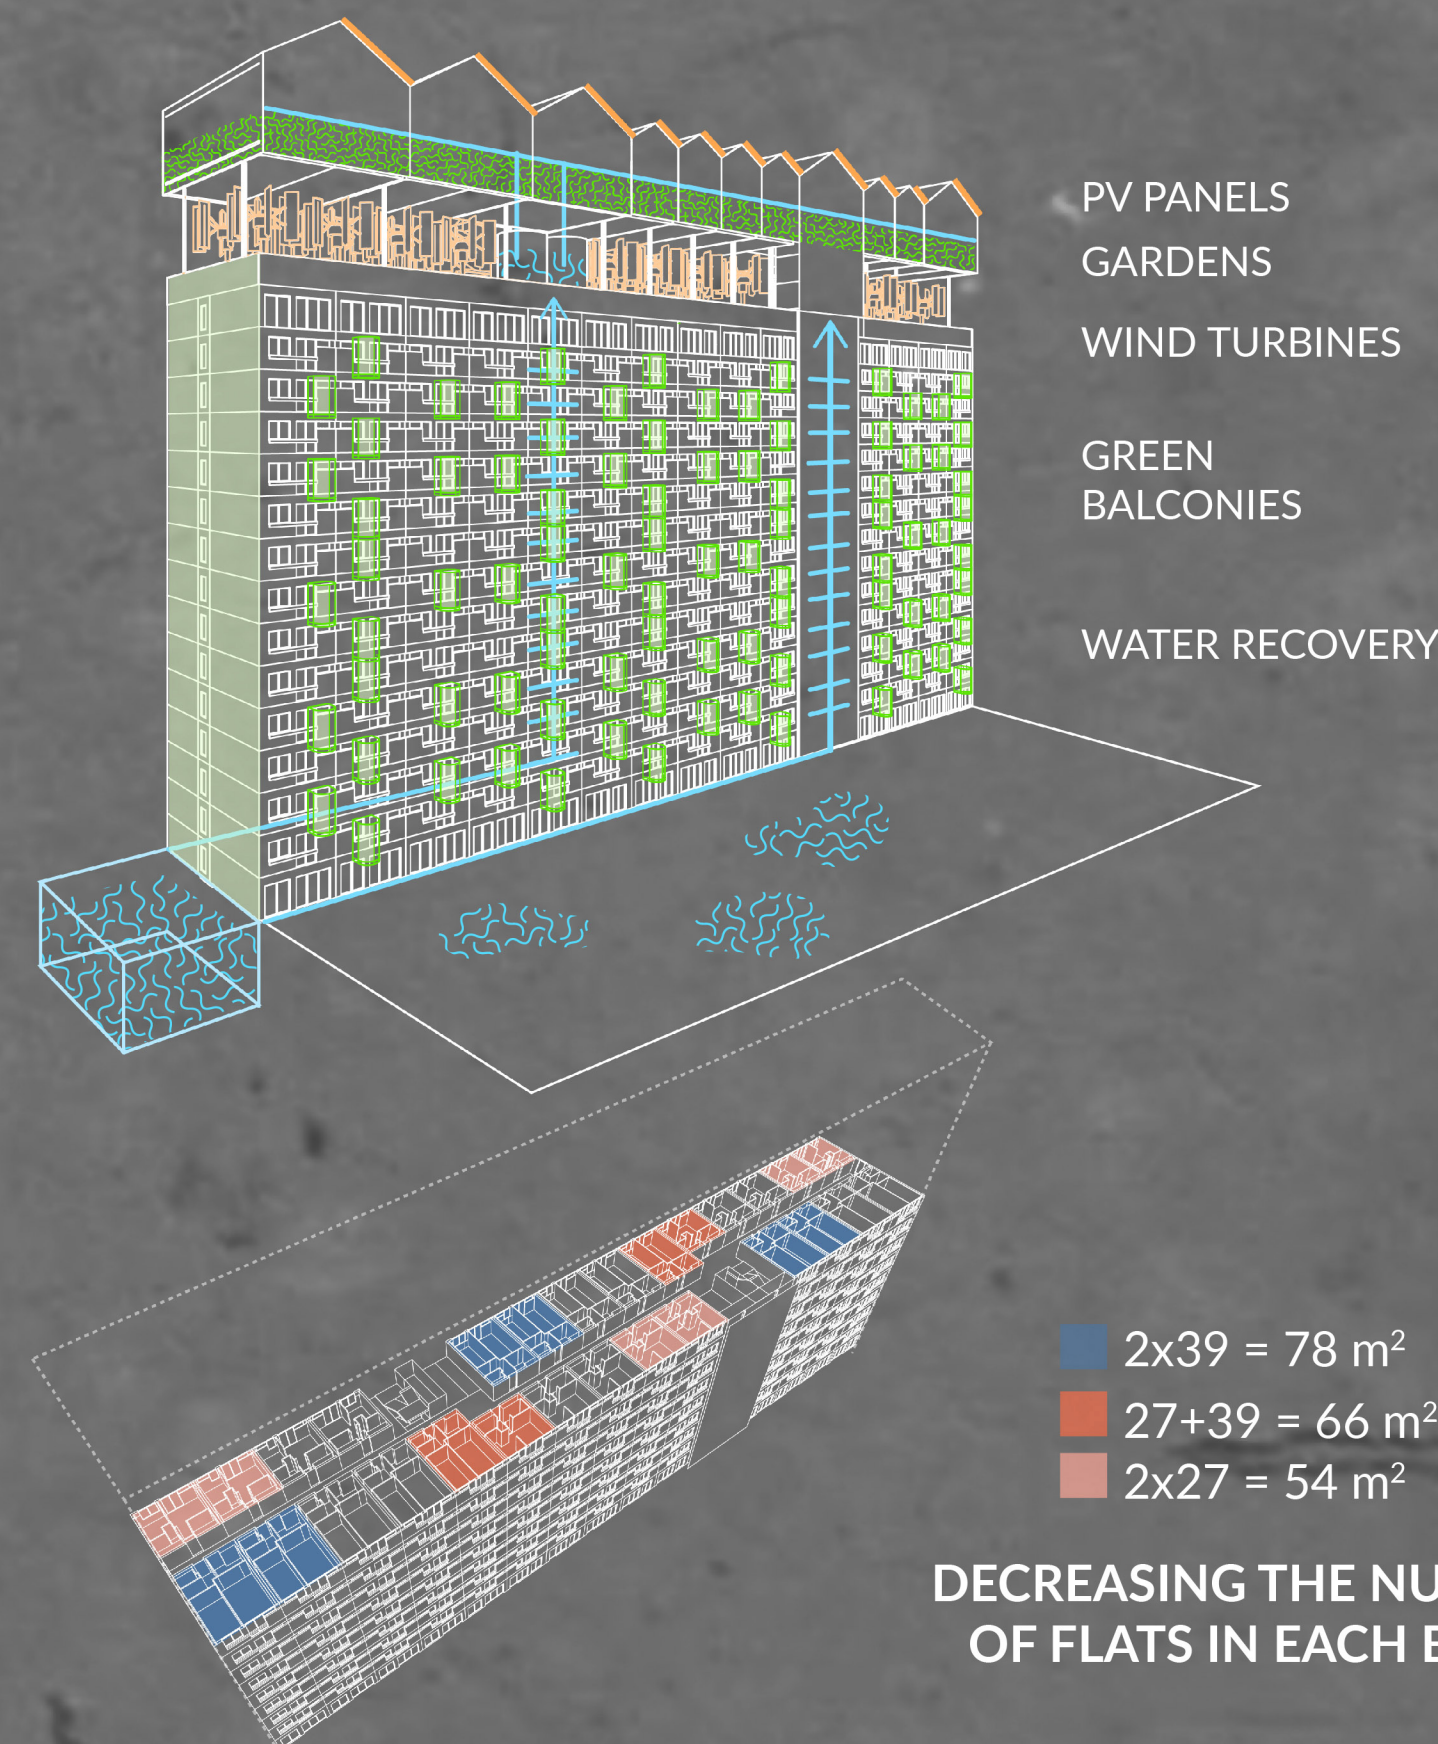 PV PANELS
GARDENS
WIND TURBINES
GREEN
BALCONIES
WATER RECOVERY
2x39 = 78 m²
27+39 = 66 m²
2x27 = 54 m²
DECREASING THE NU
OF FLATS IN EACH